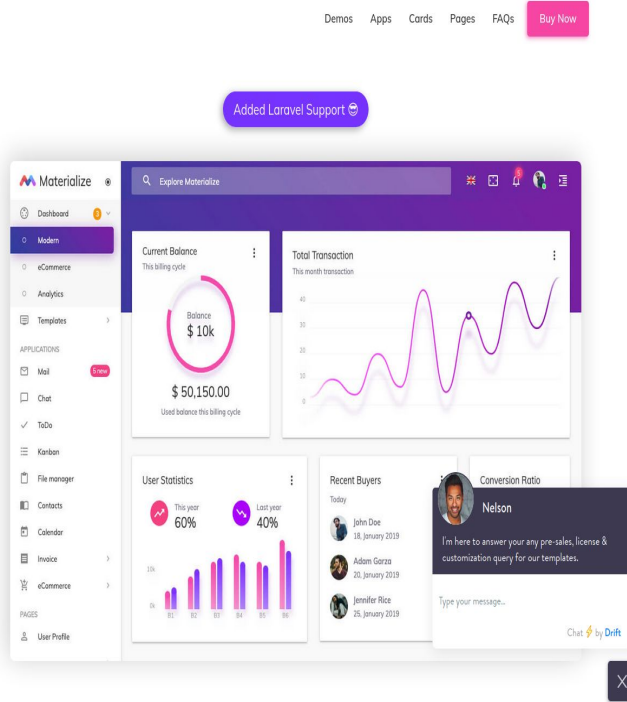 Demos Apps Cards Pages FAQs Buy Now
Added Laravel Support 😎
Materialize
Explore Materialize
5
Dashboard 3
Modern
eCommerce
Analytics
Templates
APPLICATIONS
Mail 5 new
Chat
ToDo
Kanban
File manager
Contacts
Calendar
Invoice
eCommerce
PAGES
User Profile
Current Balance
This billing cycle
Balance
$ 10k
$ 50,150.00
Used balance this billing cycle
Total Transaction
This month transaction
40
30
20
10
0
User Statistics
This year
60%
Last year
40%
10k
0k
B1 B2 B3 B4 B5 B6
Recent Buyers
Today
John Doe
18, January 2019
Adam Garza
20, January 2019
Jennifer Rice
25, January 2019
Conversion Ratio
Nelson
I'm here to answer your any pre-sales, license &
customization query for our templates.
Type your message..
Chat ⚡ by Drift
X